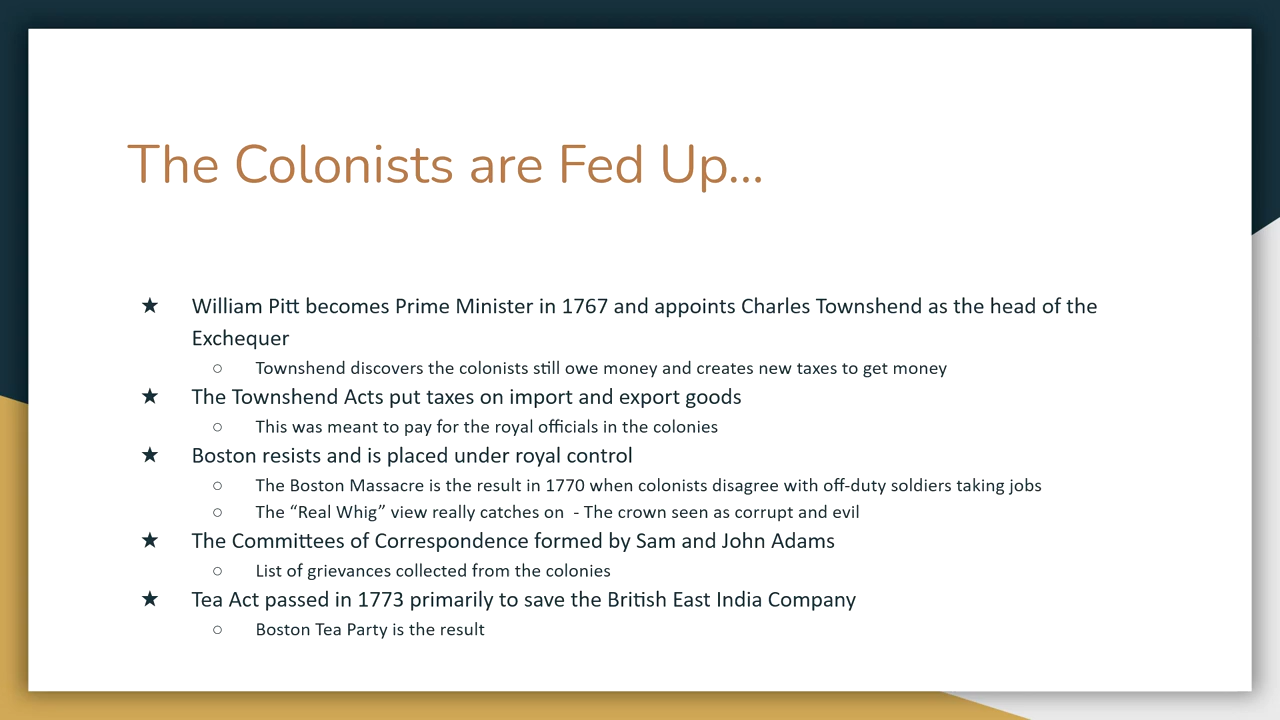 The Colonists are Fed Up...
★ William Pitt becomes Prime Minister in 1767 and appoints Charles Townshend as the head of the
Exchequer
○ Townshend discovers the colonists still owe money and creates new taxes to get money
★ The Townshend Acts put taxes on import and export goods
○ This was meant to pay for the royal officials in the colonies
★ Boston resists and is placed under royal control
○ The Boston Massacre is the result in 1770 when colonists disagree with off-duty soldiers taking jobs
○ The “Real Whig” view really catches on  - The crown seen as corrupt and evil
★ The Committees of Correspondence formed by Sam and John Adams
○ List of grievances collected from the colonies
★ Tea Act passed in 1773 primarily to save the British East India Company
○ Boston Tea Party is the result